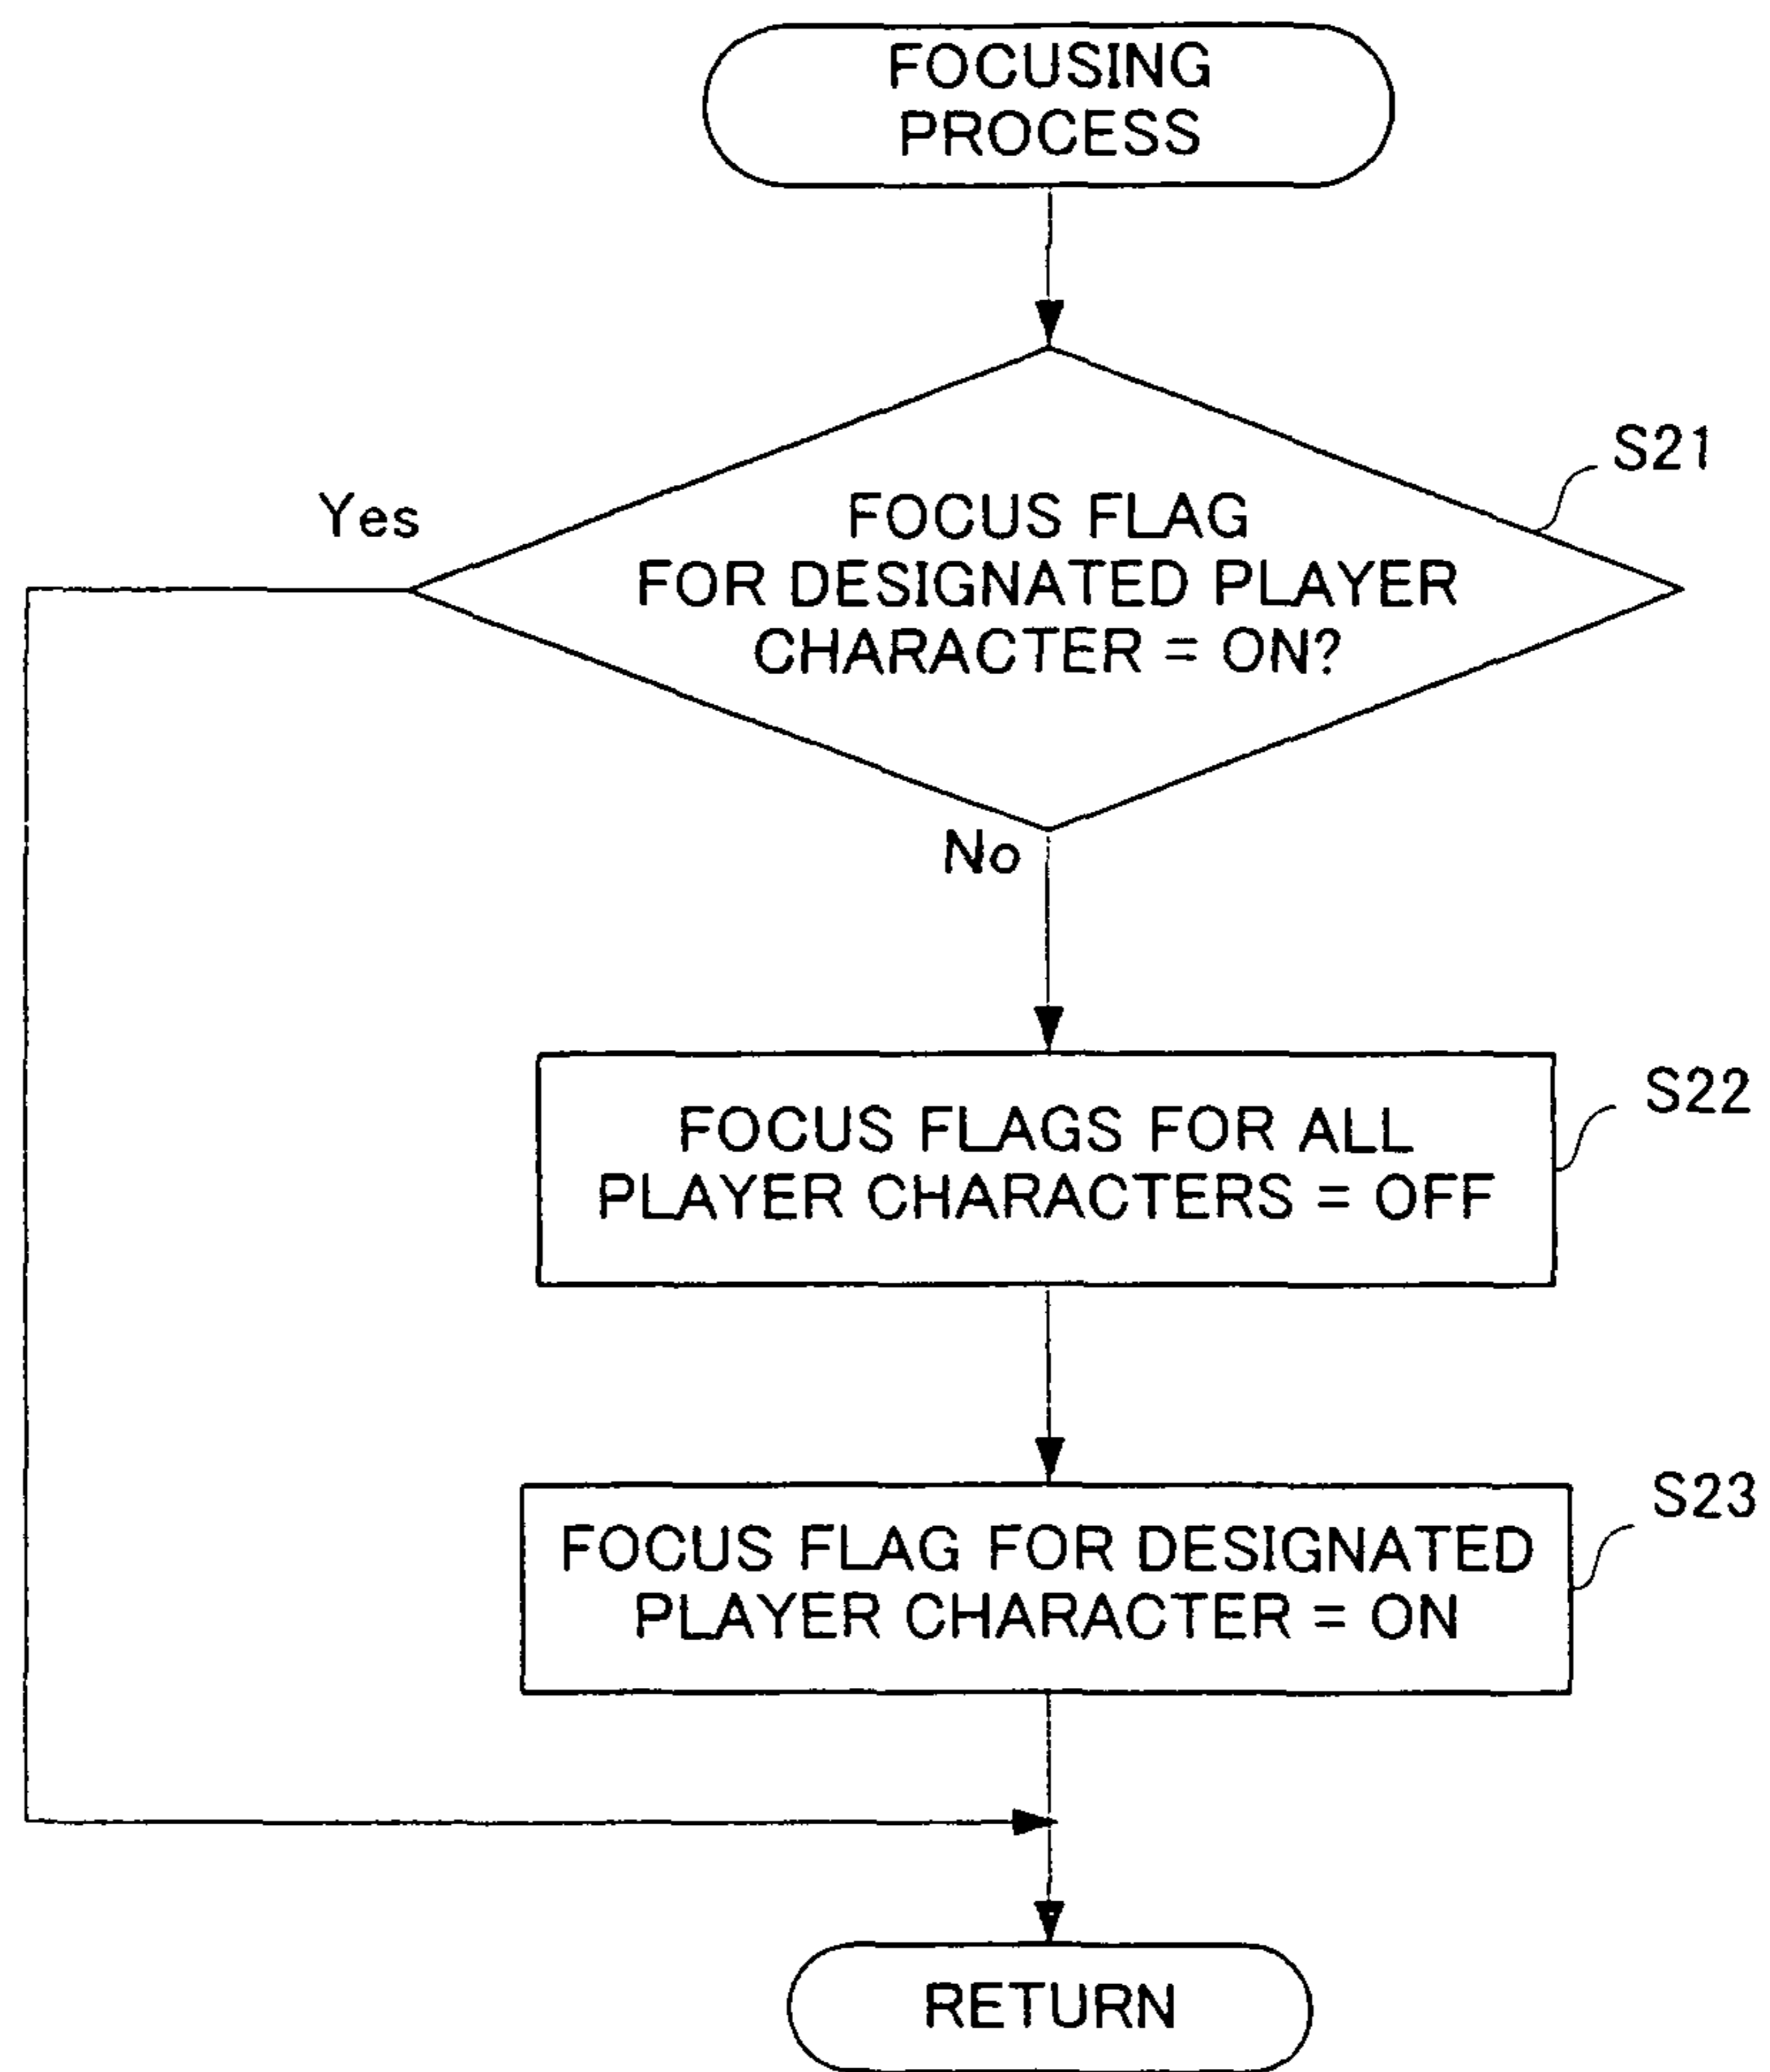 FOCUSING
PROCESS
S21
Yes
FOCUS FLAG
FOR DESIGNATED PLAYER
CHARACTER = ON?
No
S22
FOCUS FLAGS FOR ALL
PLAYER CHARACTERS = OFF
S23
FOCUS FLAG FOR DESIGNATED
PLAYER CHARACTER = ON
RETURN